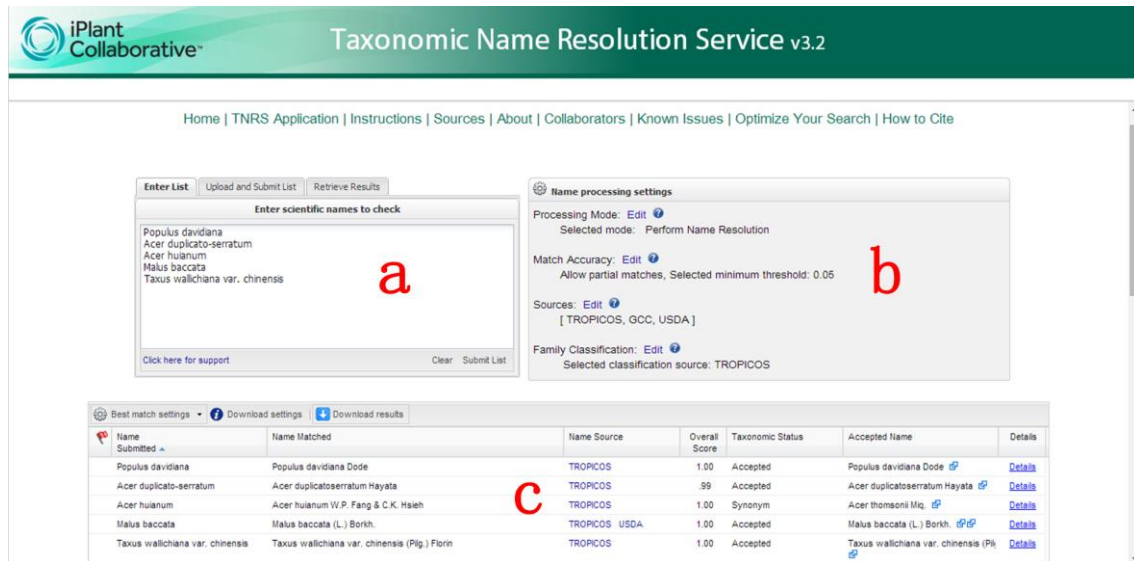 iPlant
Collaborative™
Taxonomic Name Resolution Service v3.2
Home | TNRS Application | Instructions | Sources | About | Collaborators | Known Issues | Optimize Your Search | How to Cite
Enter List Upload and Submit List Retrieve Results
Enter scientific names to check
Populus davidiana
Acer duplicato-serratum
Acer huianum
Malus baccata
Taxus wallichiana var. chinensis
a
Click here for support Clear Submit List
Name processing settings
Processing Mode: Edit
Selected mode: Perform Name Resolution
Match Accuracy: Edit
Allow partial matches, Selected minimum threshold: 0.05
b
Sources: Edit
[ TROPICOS, GCC, USDA ]
Family Classification: Edit
Selected classification source: TROPICOS
Best match settings Download settings Download results
Name Submitted Name Matched Name Source Overall Score Taxonomic Status Accepted Name Details
Populus davidiana Populus davidiana Dode TROPICOS 1.00 Accepted Populus davidiana Dode Details
Acer duplicato-serratum Acer duplicatoserratum Hayata TROPICOS .99 Accepted Acer duplicatoserratum Hayata Details
c
Acer huianum Acer huianum W.P. Fang & C.K. Hsieh TROPICOS 1.00 Synonym Acer thomsonii Miq. Details
Malus baccata Malus baccata (L.) Borkh. TROPICOS USDA 1.00 Accepted Malus baccata (L.) Borkh. Details
Taxus wallichiana var. chinensis Taxus wallichiana var. chinensis (Pilg.) Florin TROPICOS 1.00 Accepted Taxus wallichiana var. chinensis (Pil Details